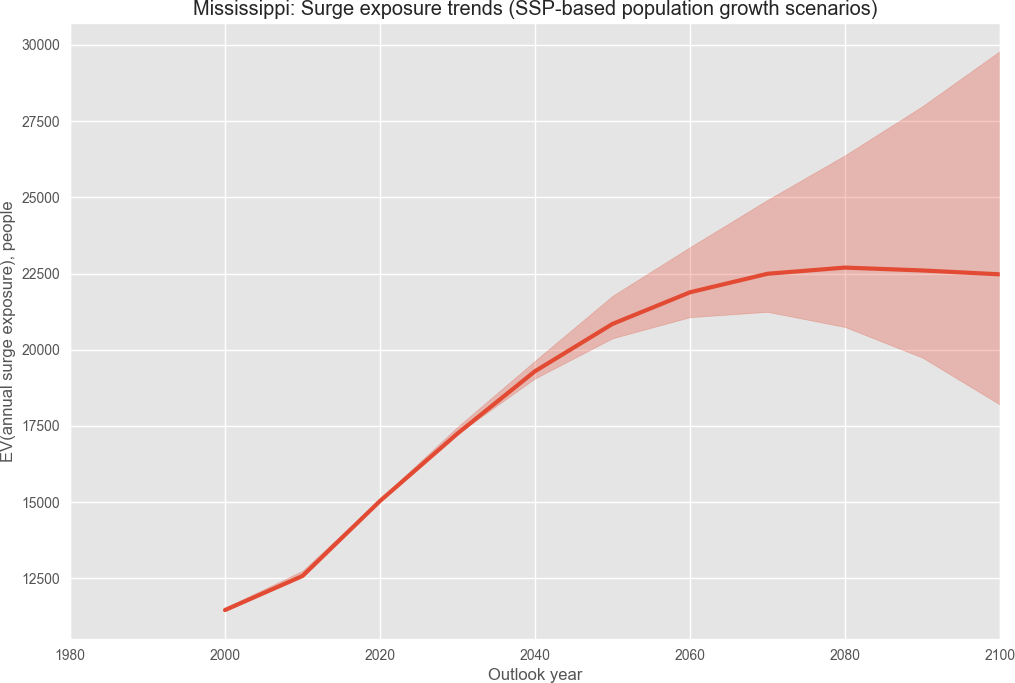 Mississippi: Surge exposure trends (SSP-based population growth scenarios)
EV(annual surge exposure), people
30000
27500
25000
22500
20000
17500
15000
12500
1980 2000 2020 2040 2060 2080 2100
Outlook year